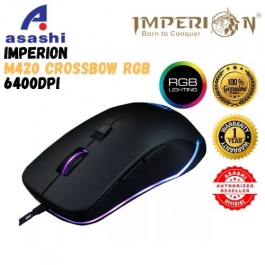 asashi
IMPERION
Born to Conquer
IMPERION
M420 CROSSBOW RGB
6400DPI
RGB
LIGHTING
100%
Genuine
WARRANTY
1
YEAR
WARRANTY
asashi
AUTHORIZED
RESELLER